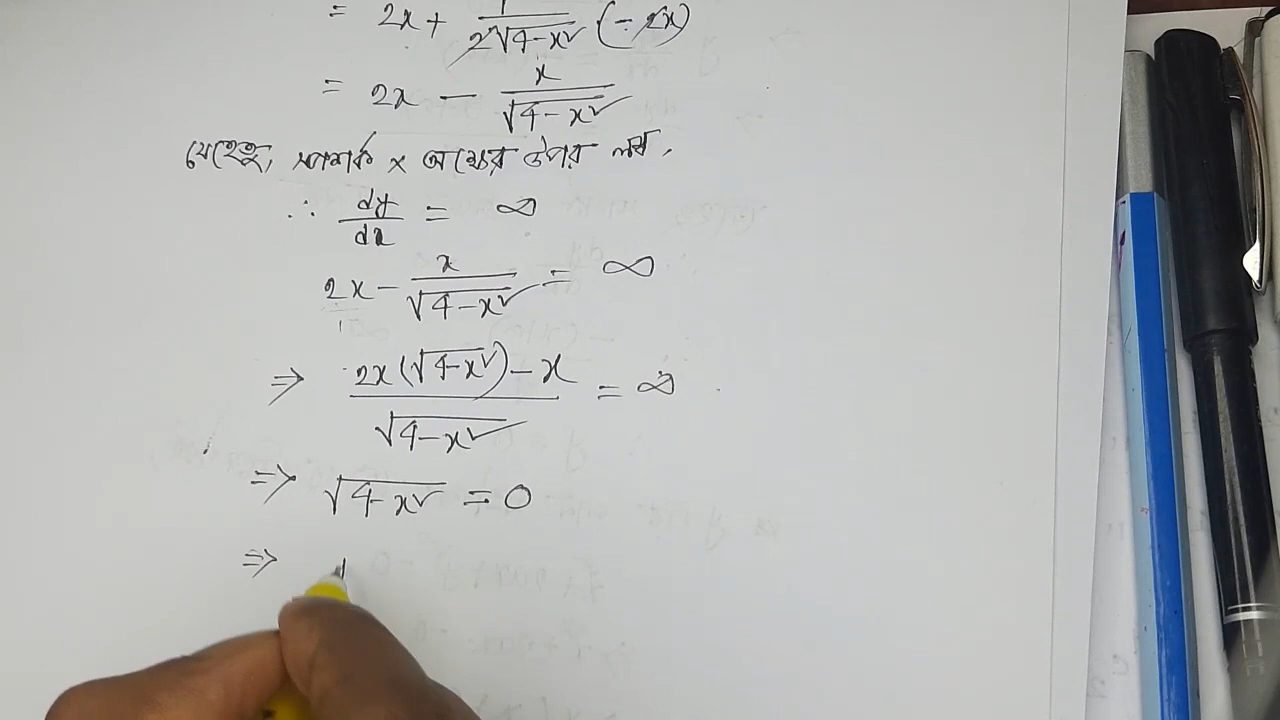 = 2x + 1/(2√(4-x²)) (-2x)
= 2x - x/√(4-x²)
যেহেতু, স্পর্শক x অক্ষের উপর লম্ব,
∴ dy/dx = ∞
2x - x/√(4-x²) = ∞
⇒ (2x(√(4-x²)) - x)/√(4-x²) = ∞
⇒ √(4-x²) = 0
⇒